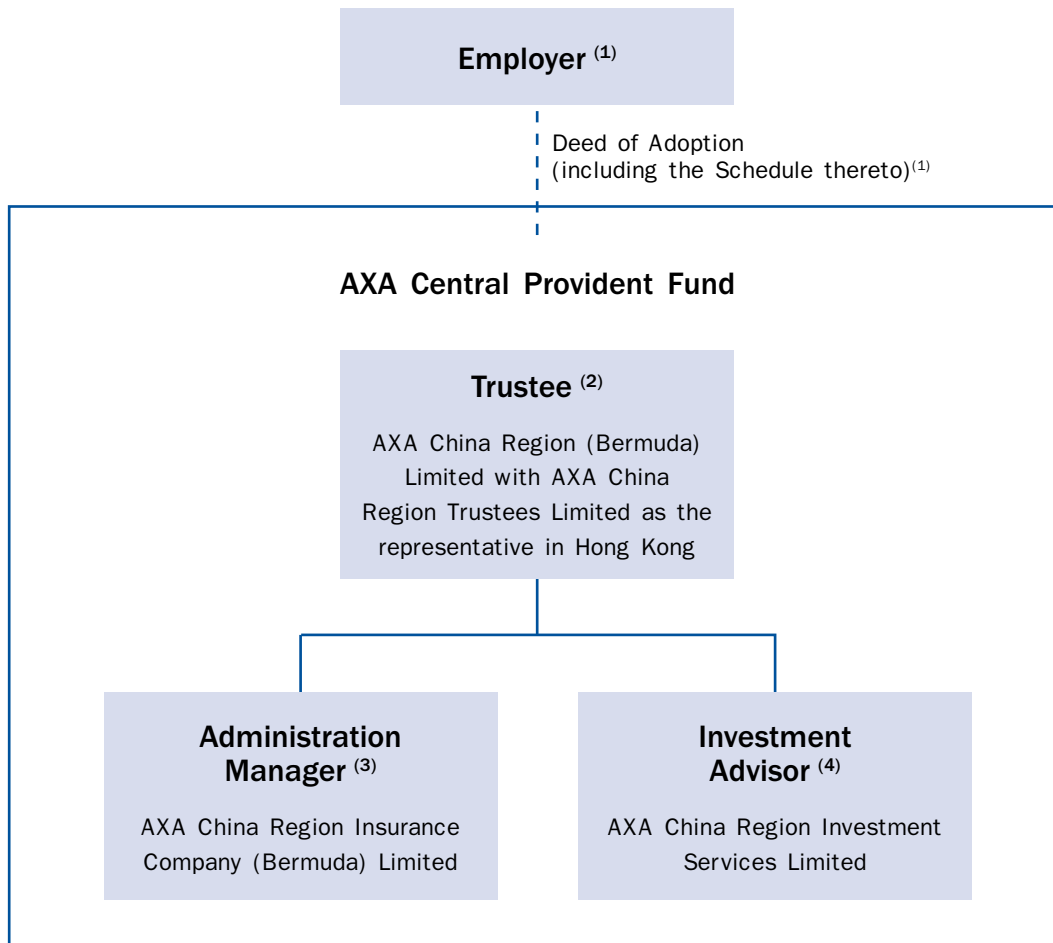 Employer (1)
Deed of Adoption
(including the Schedule thereto)(1)
AXA Central Provident Fund
Trustee (2)
AXA China Region (Bermuda)
Limited with AXA China
Region Trustees Limited as the
representative in Hong Kong
Administration
Manager (3)
AXA China Region Insurance
Company (Bermuda) Limited
Investment
Advisor (4)
AXA China Region Investment
Services Limited